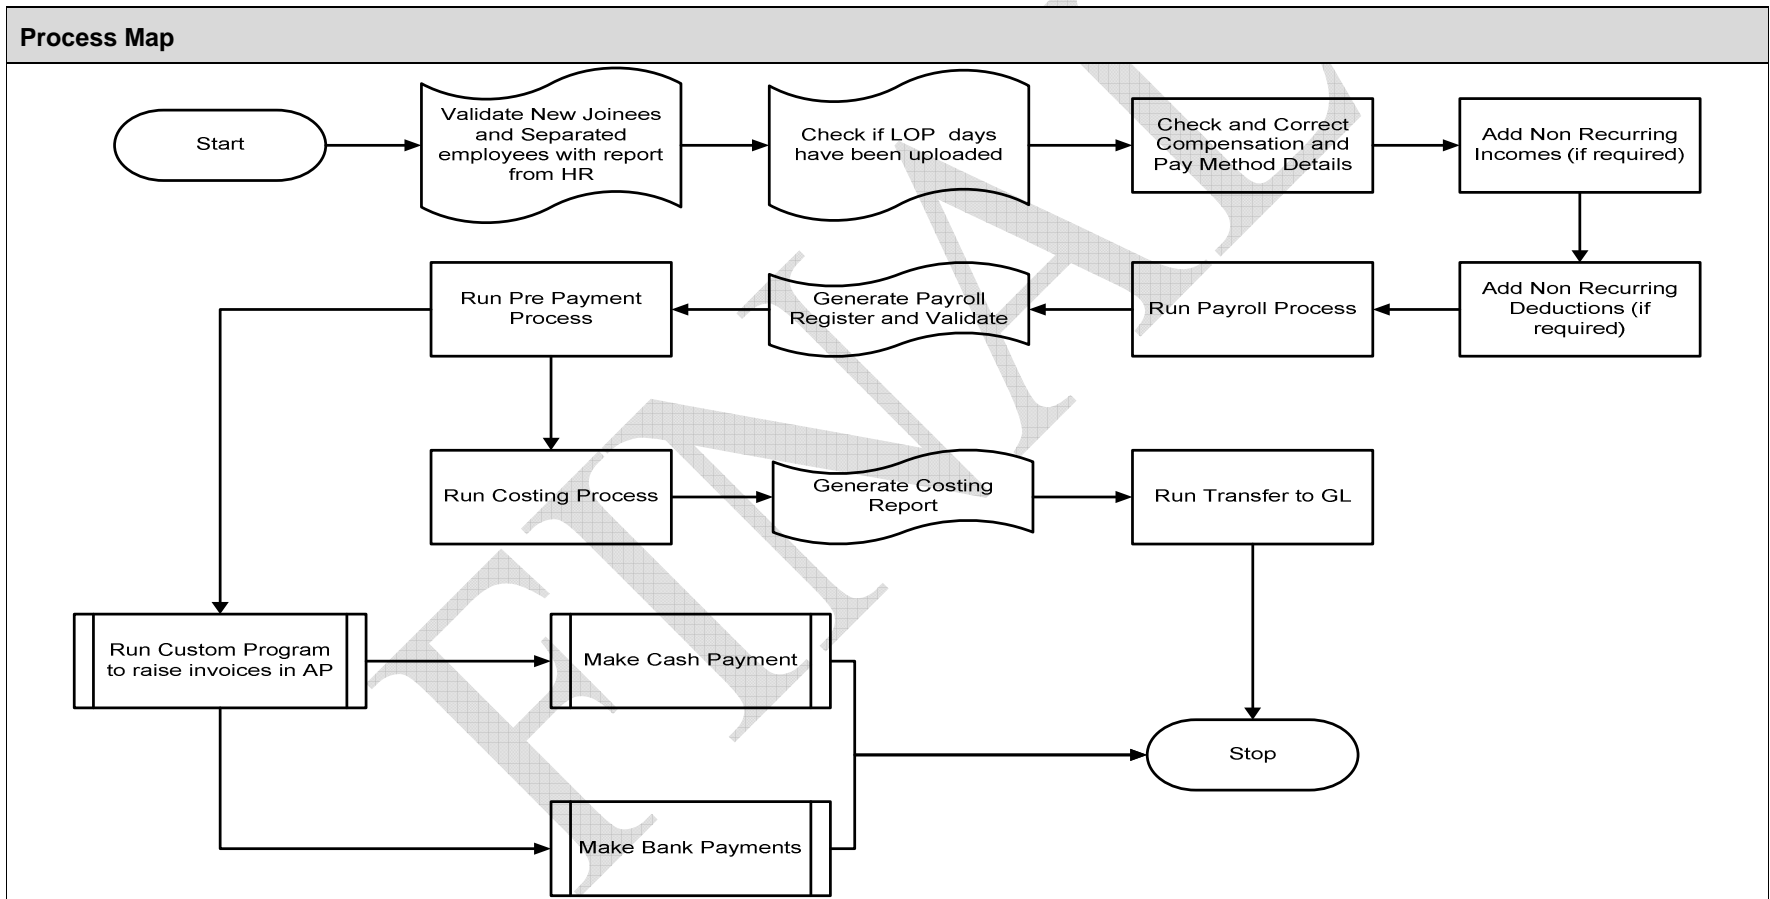 Process Map
Start
Validate New Joinees
and Separated
employees with report
from HR
Check if LOP days
have been uploaded
Check and Correct
Compensation and
Pay Method Details
Add Non Recurring
Incomes (if required)
Run Pre Payment
Process
Generate Payroll
Register and Validate
Run Payroll Process
Add Non Recurring
Deductions (if
required)
Run Costing Process
Generate Costing
Report
Run Transfer to GL
Run Custom Program
to raise invoices in AP
Make Cash Payment
Stop
Make Bank Payments
FINAL